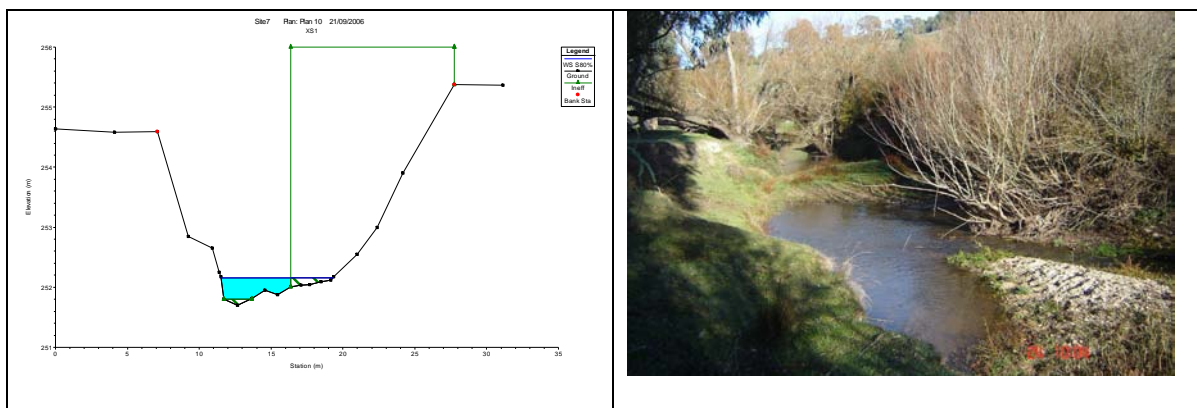 Site7 Plan: Plan 10 21/09/2006
XS1
Legend
WS S80%
Ground
Ineff
Bank Sta
256
255
254
253
252
251
Elevation (m)
0 5 10 15 20 25 30 35
Station (m)